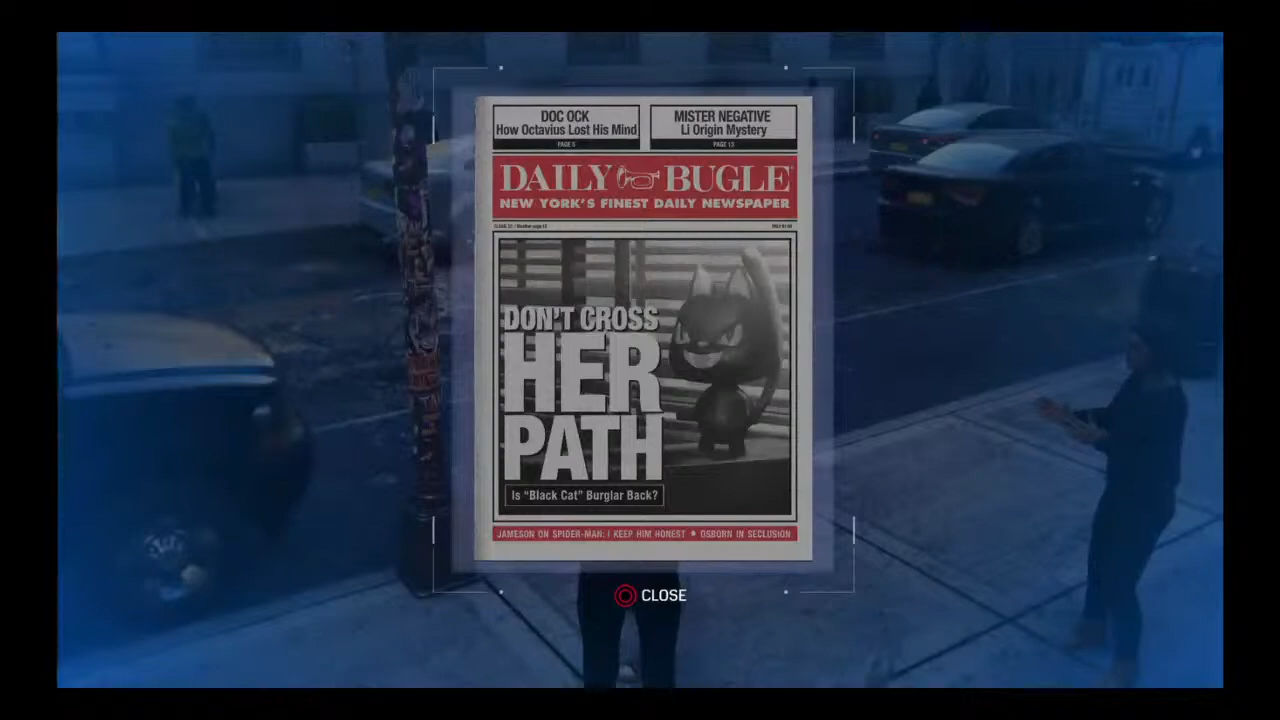 DOC OCK
How Octavius Lost His Mind
PAGE 5
MISTER NEGATIVE
Li Origin Mystery
PAGE 13
DAILY BUGLE
NEW YORK'S FINEST DAILY NEWSPAPER
DON'T CROSS
HER
PATH
Is "Black Cat" Burglar Back?
JAMESON ON SPIDER-MAN: I KEEP HIM HONEST • OSBORN IN SECLUSION
CLOSE